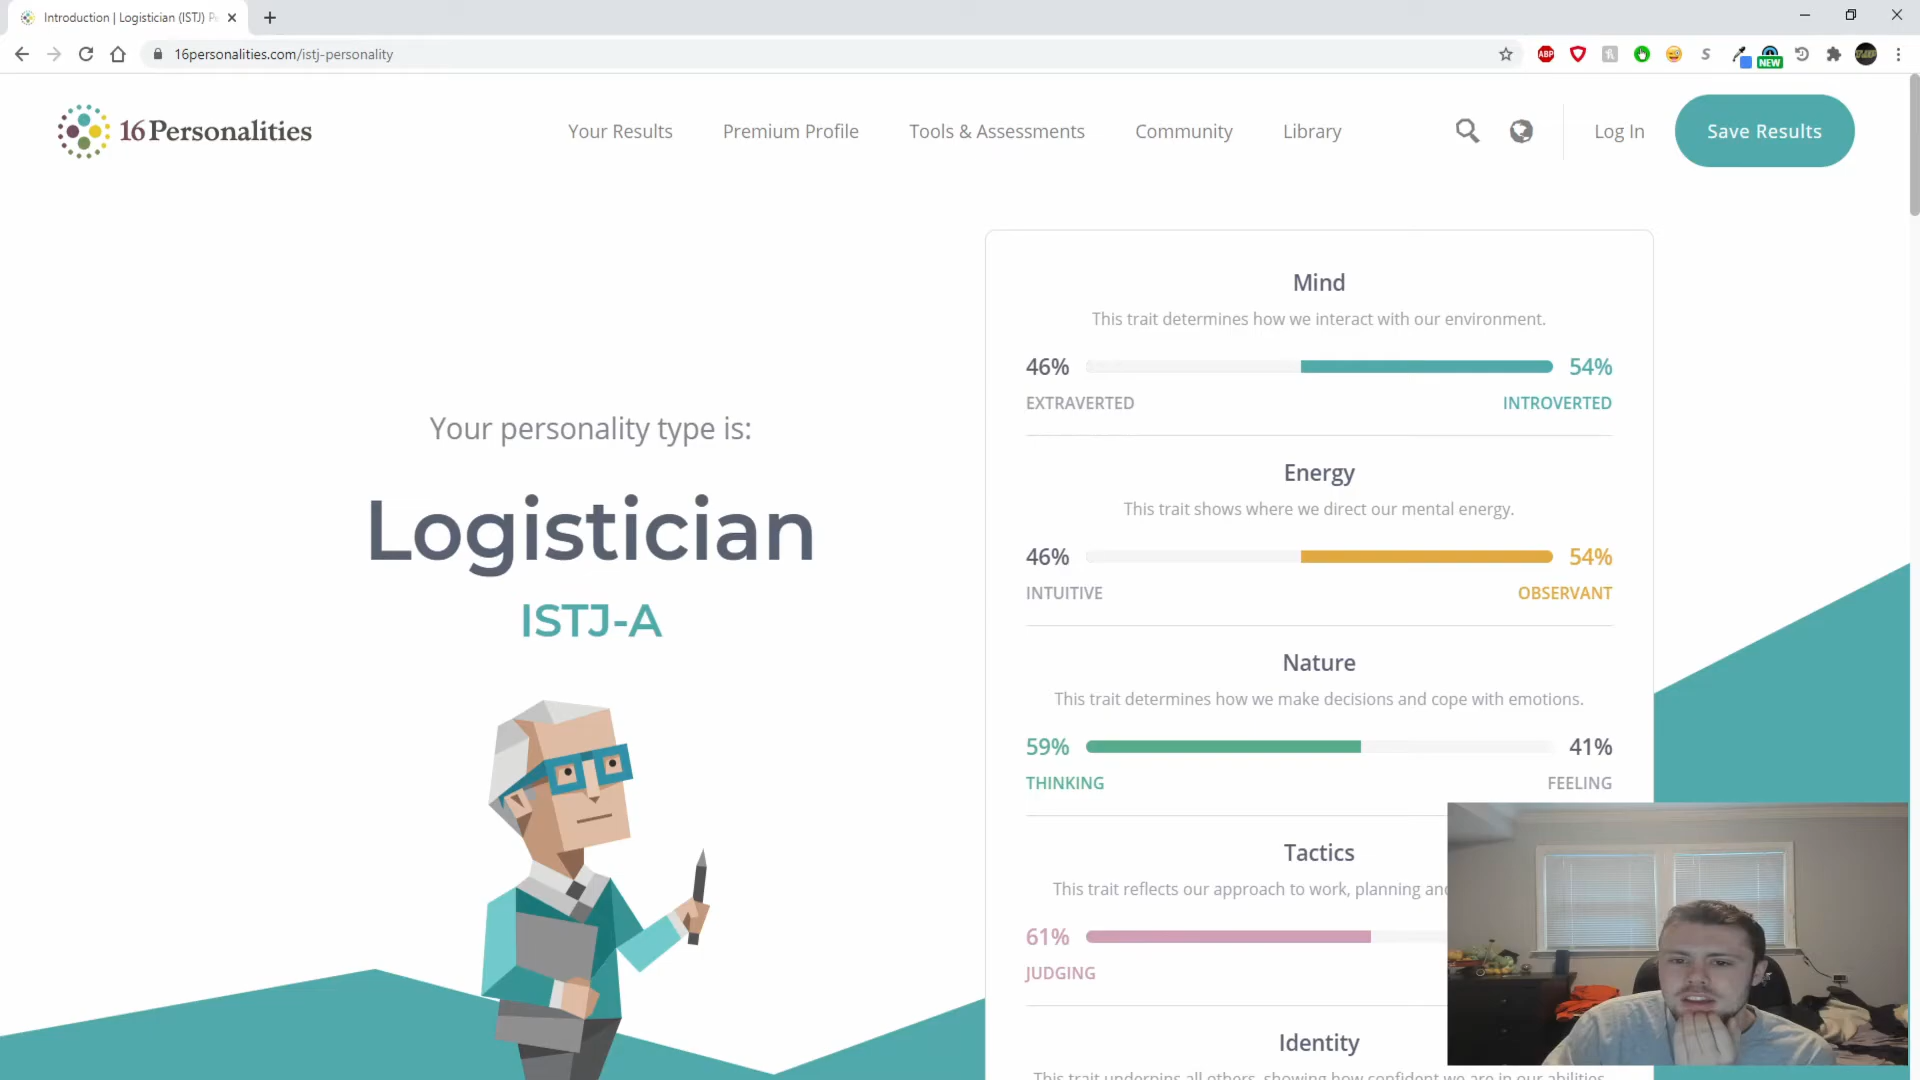 Introduction | Logistician (ISTJ) P
16personalities.com/istj-personality
ABP
S
NEW
16Personalities
Your Results
Premium Profile
Tools & Assessments
Community
Library
Log In
Save Results
Your personality type is:
Logistician
ISTJ-A
Mind
This trait determines how we interact with our environment.
46%
54%
EXTRAVERTED
INTROVERTED
Energy
This trait shows where we direct our mental energy.
46%
54%
INTUITIVE
OBSERVANT
Nature
This trait determines how we make decisions and cope with emotions.
59%
41%
THINKING
FEELING
Tactics
This trait reflects our approach to work, planning and
61%
JUDGING
Identity
This trait underpins all others, showing how confident we are in our abilities